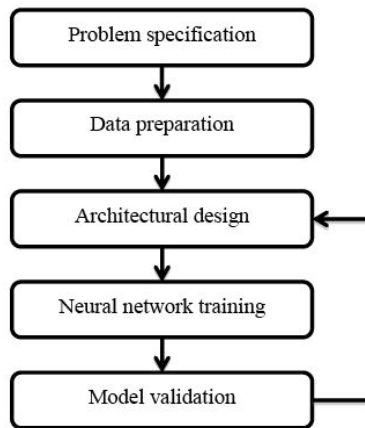 Problem specification
Data preparation
Architectural design
Neural network training
Model validation